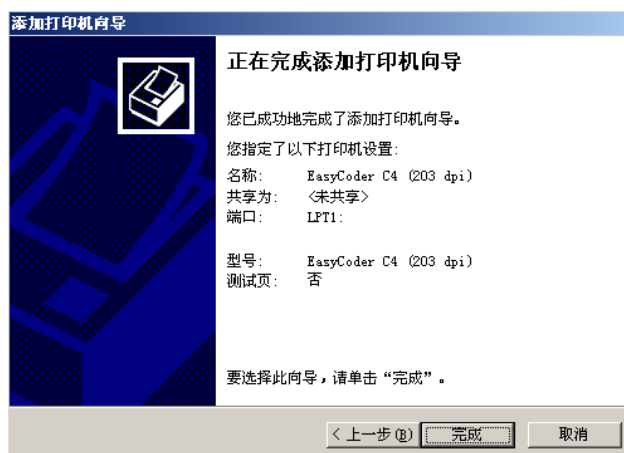 添加打印机向导
正在完成添加打印机向导
您已成功地完成了添加打印机向导。
您指定了以下打印机设置:
名称: EasyCoder C4 (203 dpi)
共享为: <未共享>
端口: LPT1:
型号: EasyCoder C4 (203 dpi)
测试页: 否
要选择此向导,请单击“完成”。
< 上一步(B) 完成 取消